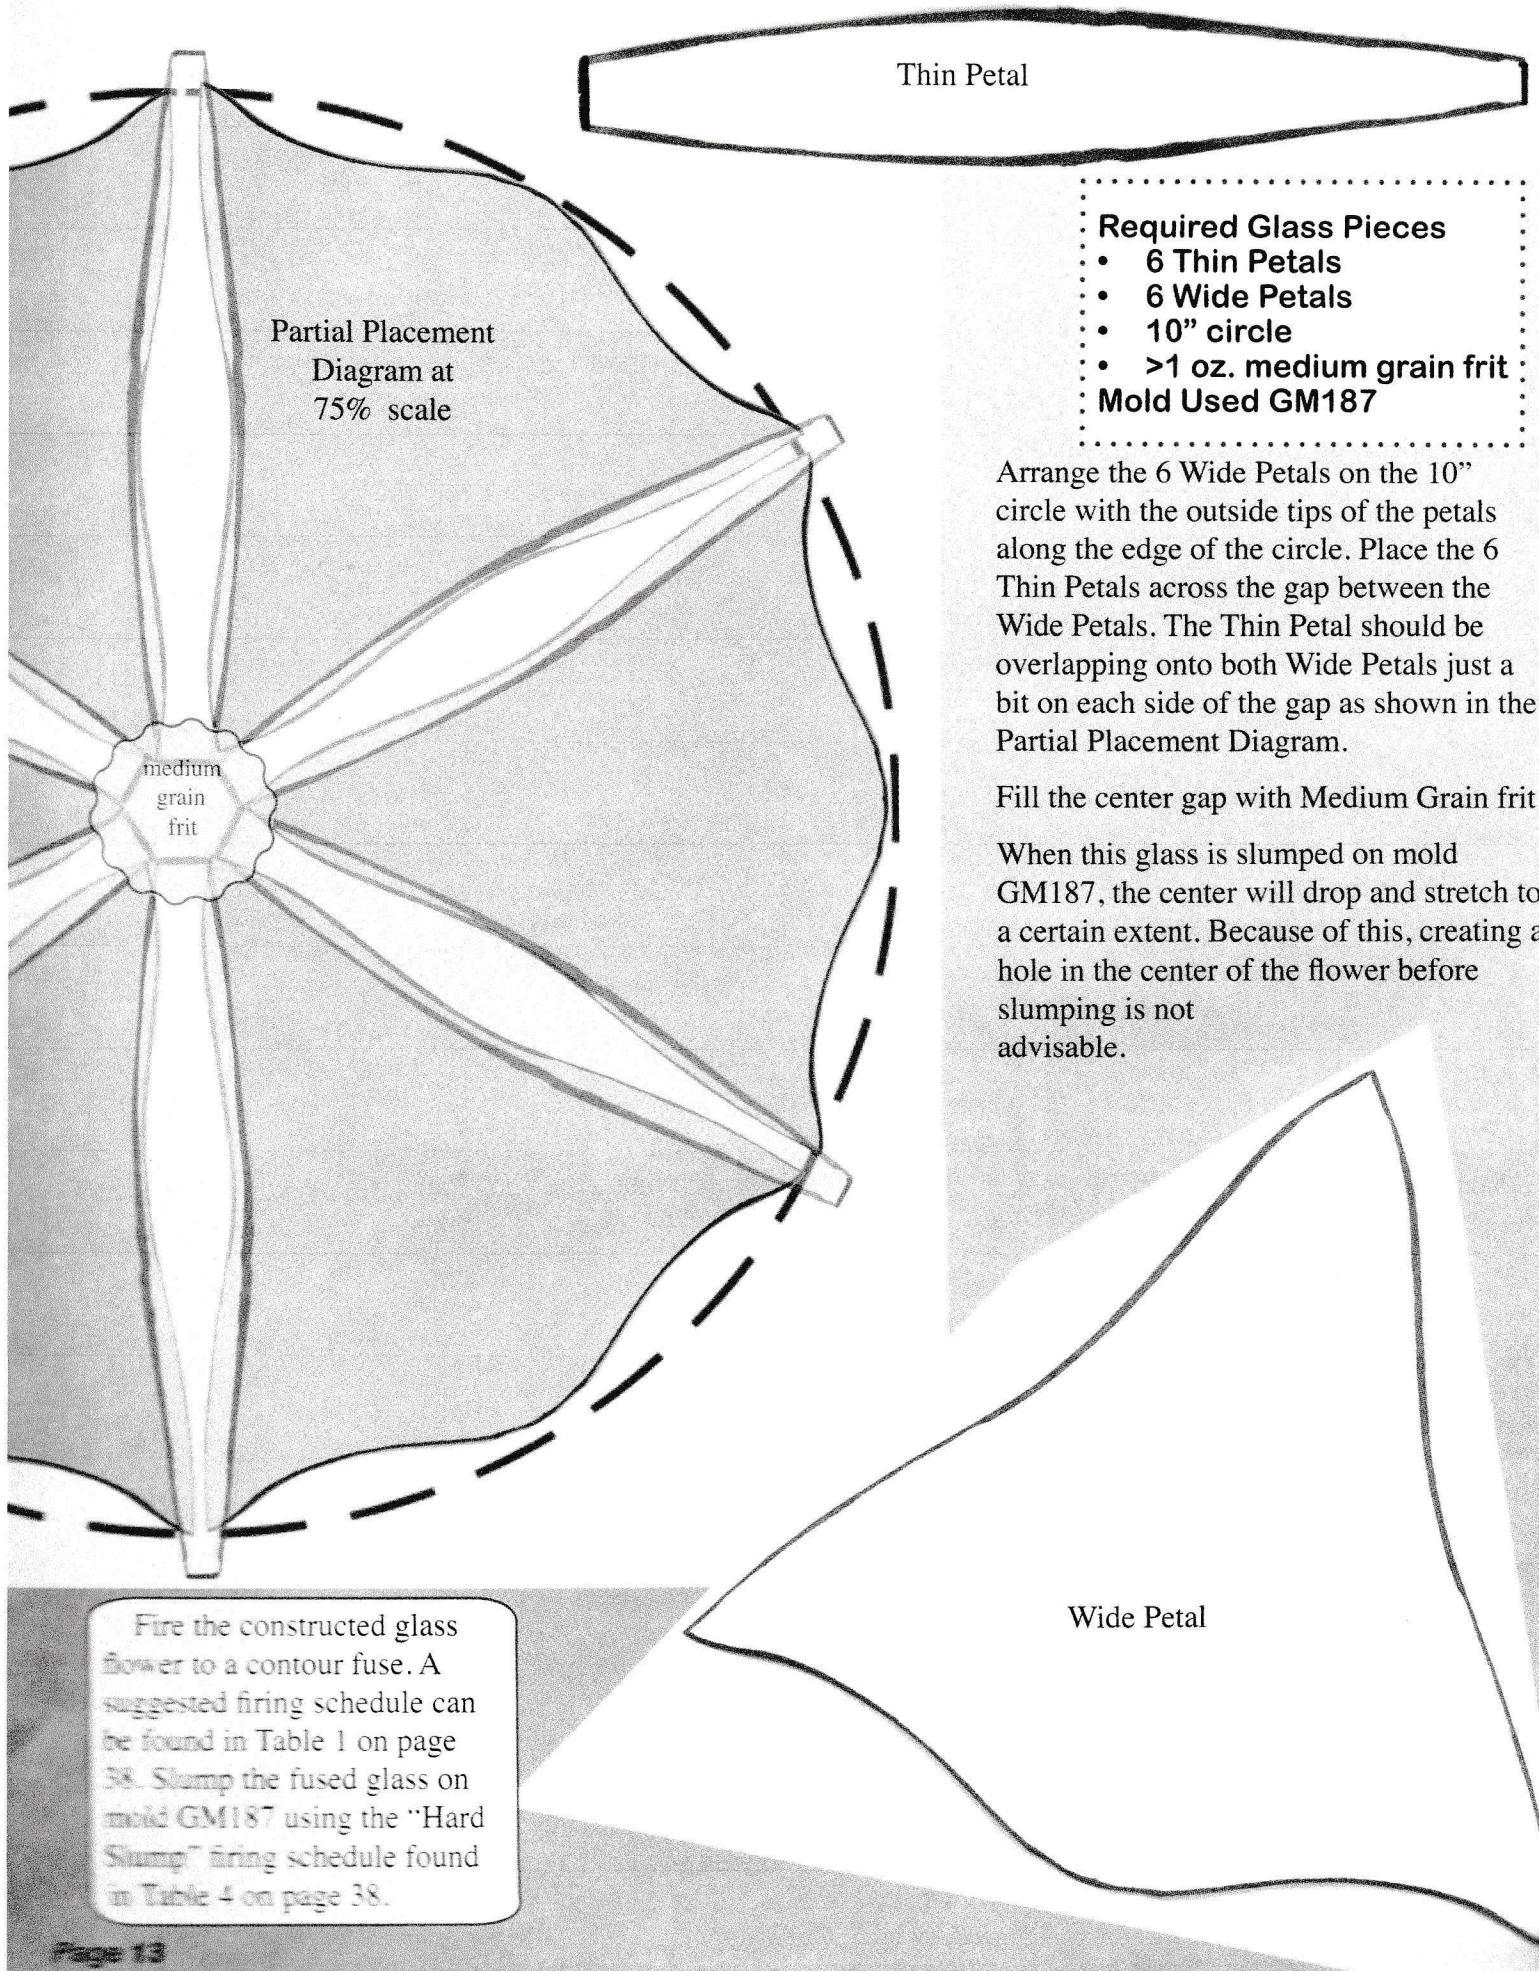 Thin Petal
Partial Placement
Diagram at
75% scale
Required Glass Pieces
• 6 Thin Petals
• 6 Wide Petals
• 10” circle
• >1 oz. medium grain frit
Mold Used GM187
Arrange the 6 Wide Petals on the 10”
circle with the outside tips of the petals
along the edge of the circle. Place the 6
Thin Petals across the gap between the
Wide Petals. The Thin Petal should be
overlapping onto both Wide Petals just a
bit on each side of the gap as shown in the
Partial Placement Diagram.
Fill the center gap with Medium Grain frit
When this glass is slumped on mold
GM187, the center will drop and stretch to
a certain extent. Because of this, creating a
hole in the center of the flower before
slumping is not
advisable.
medium
grain
frit
Wide Petal
Fire the constructed glass
flower to a contour fuse. A
suggested firing schedule can
be found in Table 1 on page
38. Slump the fused glass on
mold GM187 using the “Hard
Slump” firing schedule found
in Table 4 on page 38.
Page 13